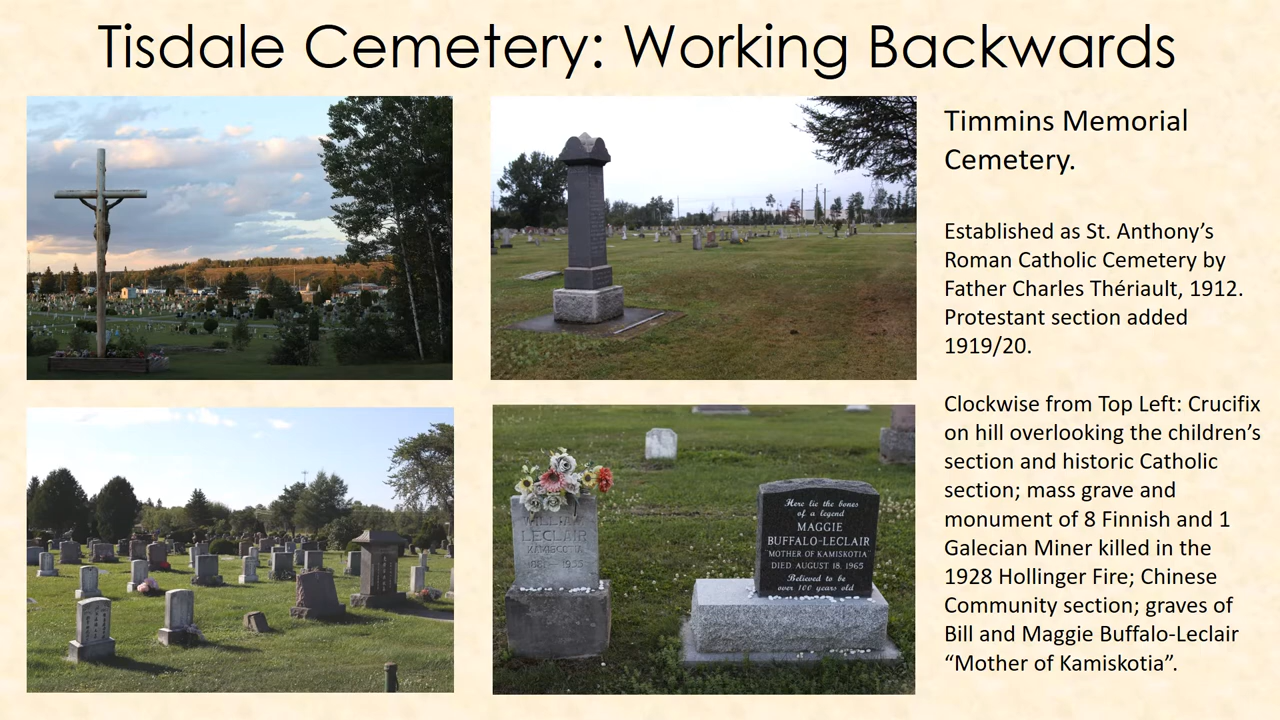 Tisdale Cemetery: Working Backwards
Timmins Memorial
Cemetery.
Established as St. Anthony’s
Roman Catholic Cemetery by
Father Charles Thériault, 1912.
Protestant section added
1919/20.
Clockwise from Top Left: Crucifix
on hill overlooking the children’s
section and historic Catholic
section; mass grave and
monument of 8 Finnish and 1
Galecian Miner killed in the
1928 Hollinger Fire; Chinese
Community section; graves of
Bill and Maggie Buffalo-Leclair
“Mother of Kamiskotia”.
LECLAIR
KAMISCOTIA
Here lie the bones
of a legend
MAGGIE
BUFFALO-LECLAIR
"MOTHER OF KAMISKOTIA"
DIED AUGUST 18, 1965
Believed to be
over 100 years old